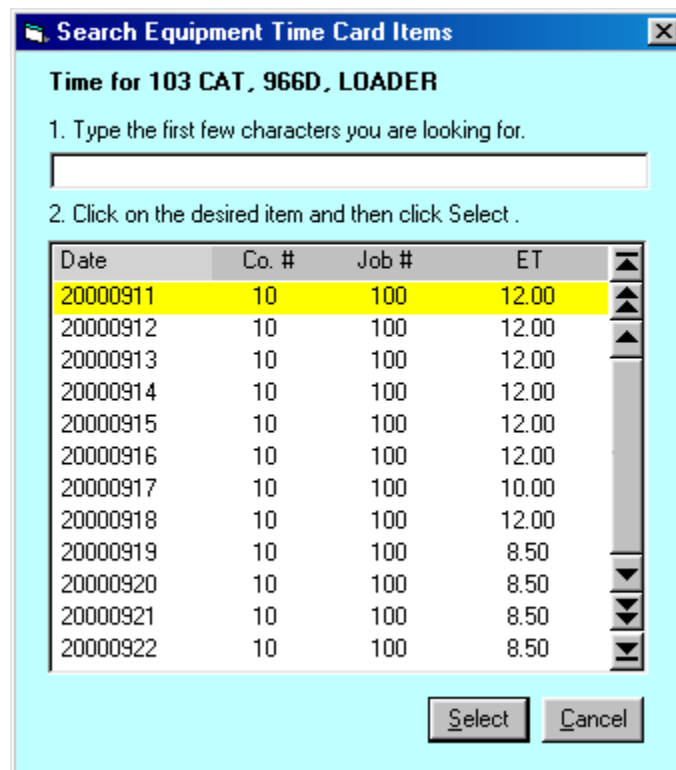 Search Equipment Time Card Items
Time for 103 CAT, 966D, LOADER
1. Type the first few characters you are looking for.
2. Click on the desired item and then click Select .
Date Co. # Job # ET
20000911 10 100 12.00
20000912 10 100 12.00
20000913 10 100 12.00
20000914 10 100 12.00
20000915 10 100 12.00
20000916 10 100 12.00
20000917 10 100 10.00
20000918 10 100 12.00
20000919 10 100 8.50
20000920 10 100 8.50
20000921 10 100 8.50
20000922 10 100 8.50
Select Cancel